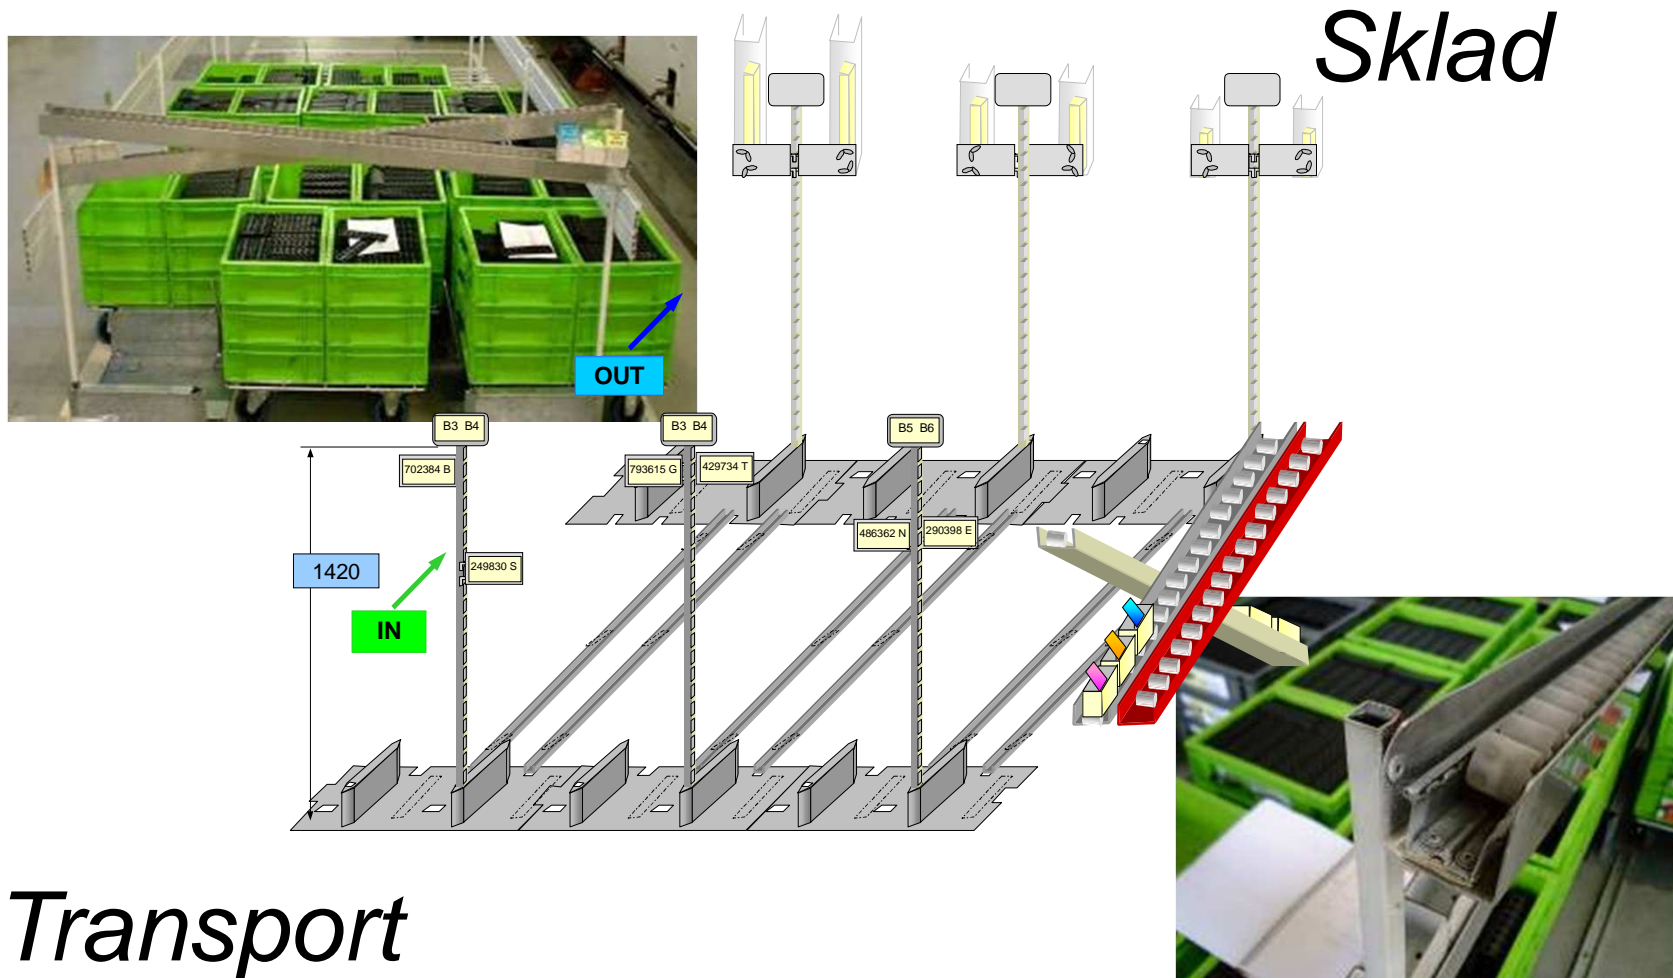 Sklad
OUT
B3 B4
B3 B4
B5 B6
702384 B
793615 G
429734 T
486362 N
290398 E
1420
249830 S
IN
Transport